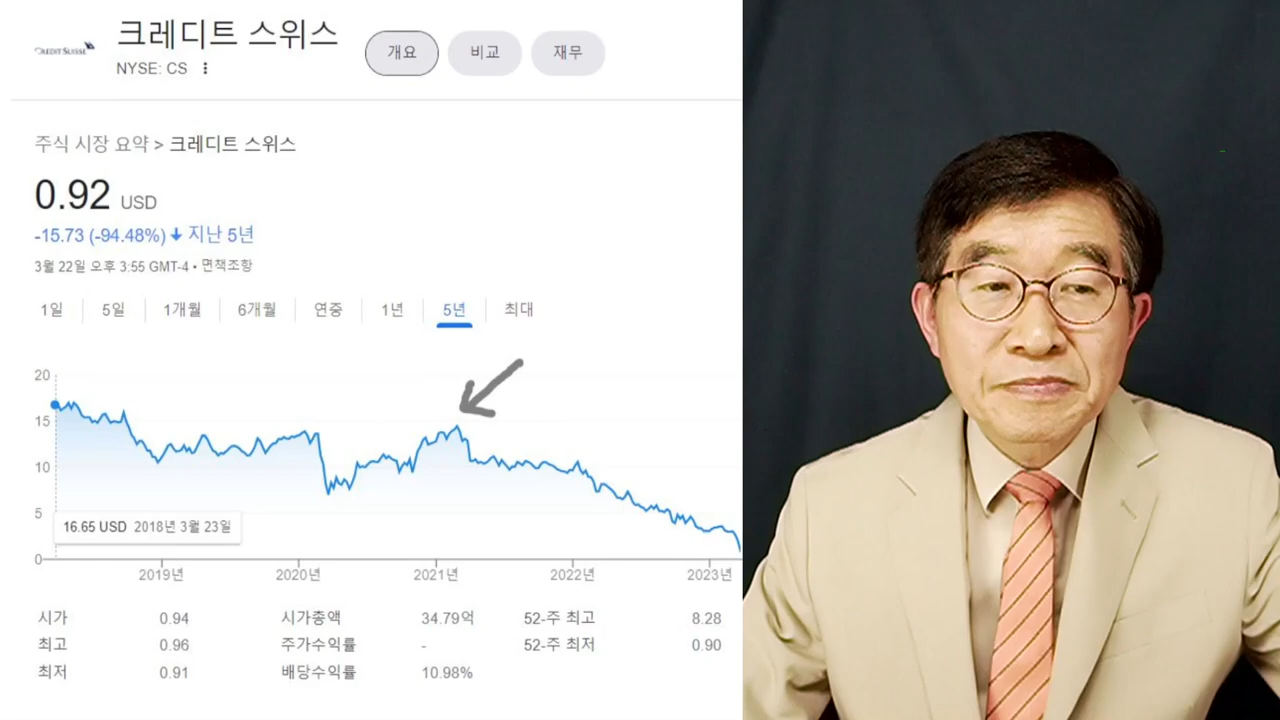 크레디트 스위스
CREDIT SUISSE
NYSE: CS
개요 비교 재무
주식 시장 요약 > 크레디트 스위스
0.92 USD
-15.73 (-94.48%) ↓ 지난 5년
3월 22일 오후 3:55 GMT-4 • 면책조항
1일 5일 1개월 6개월 연중 1년 5년 최대
20
15
10
5
0
16.65 USD 2018년 3월 23일
2019년 2020년 2021년 2022년 2023년
시가 0.94 시가총액 34.79억 52-주 최고 8.28
최고 0.96 주가수익률 - 52-주 최저 0.90
최저 0.91 배당수익률 10.98%